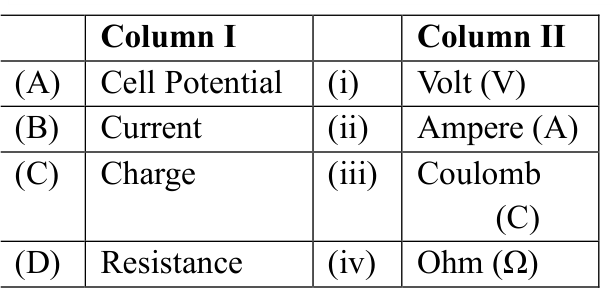 Column I Column II
(A) Cell Potential (i) Volt (V)
(B) Current (ii) Ampere (A)
(C) Charge (iii) Coulomb
(C)
(D) Resistance (iv) Ohm (Ω)